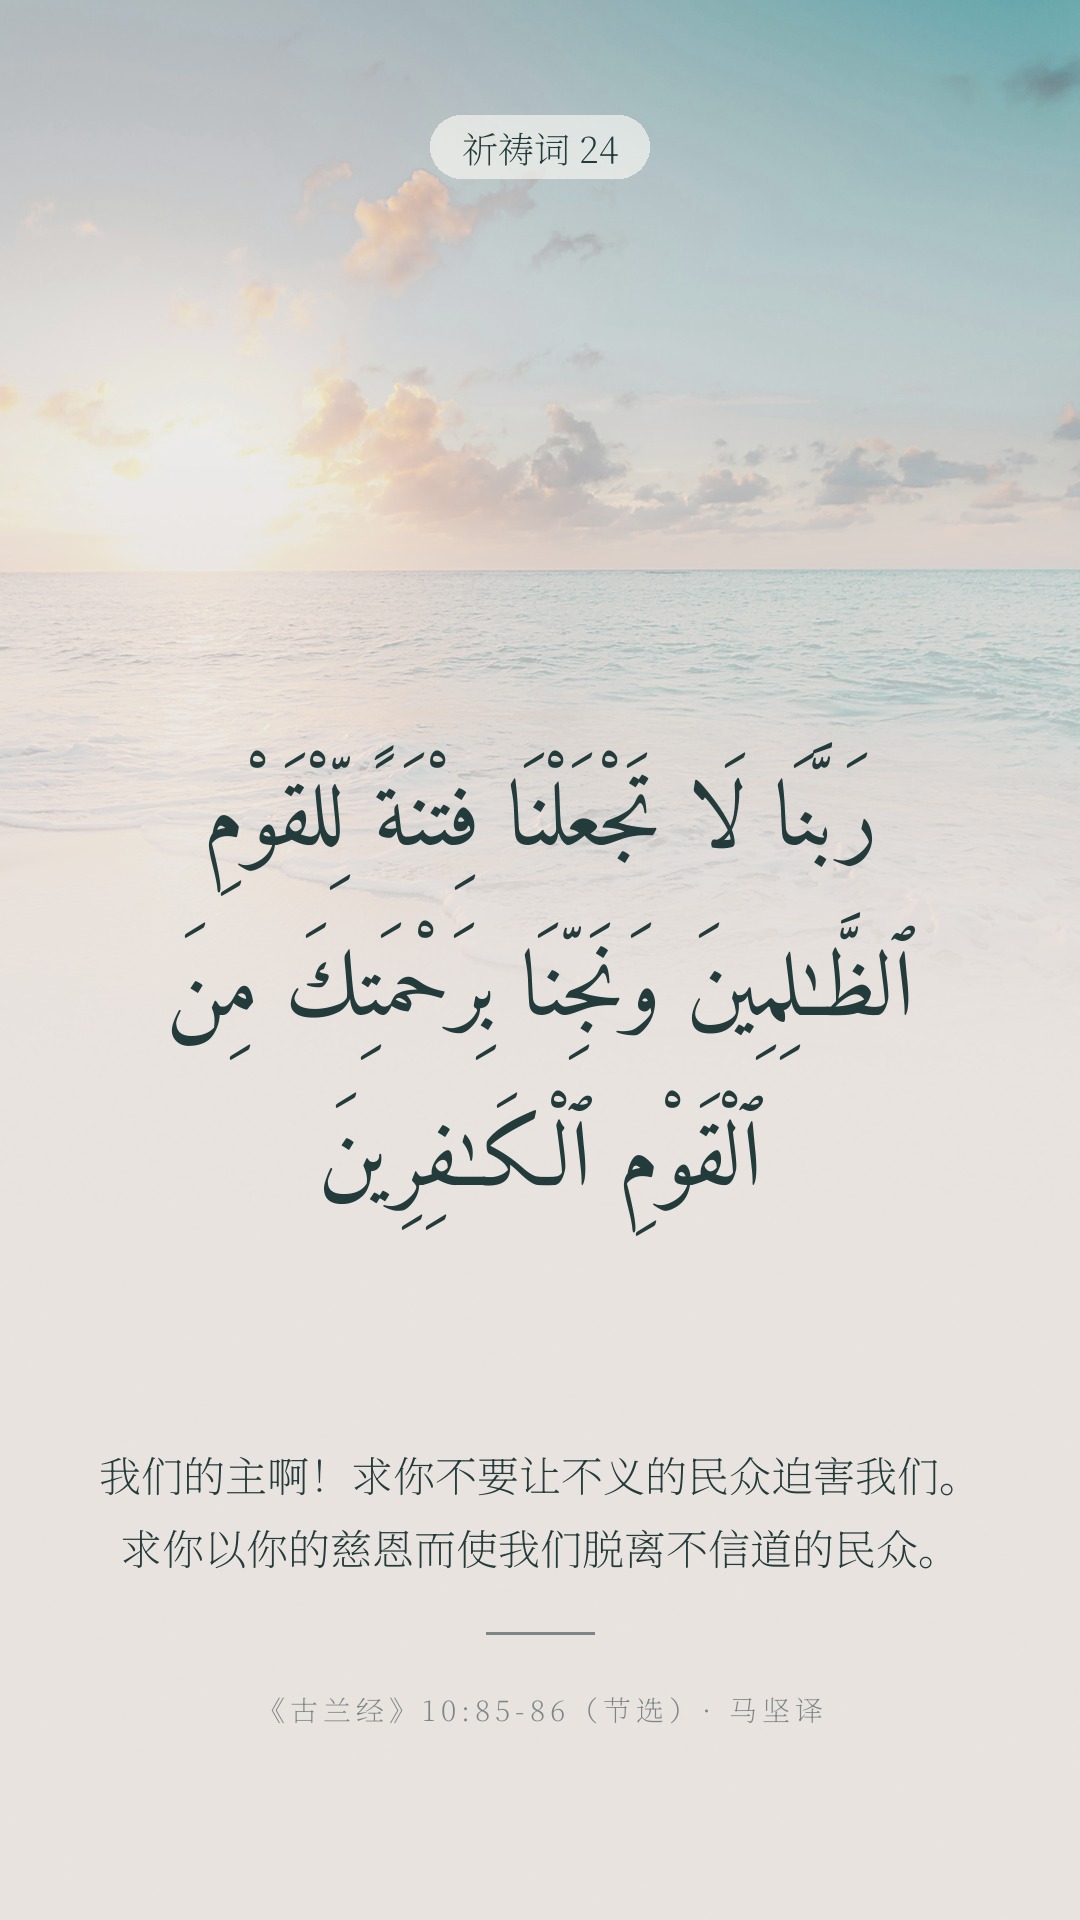 祈祷词 24
رَبَّنَا لَا تَجْعَلْنَا فِتْنَةً لِّلْقَوْمِ
ٱلظَّـٰلِمِينَ وَنَجِّنَا بِرَحْمَتِكَ مِنَ
ٱلْقَوْمِ ٱلْكَـٰفِرِينَ
我们的主啊！求你不要让不义的民众迫害我们。
求你以你的慈恩而使我们脱离不信道的民众。
《古兰经》10:85-86（节选）· 马坚译